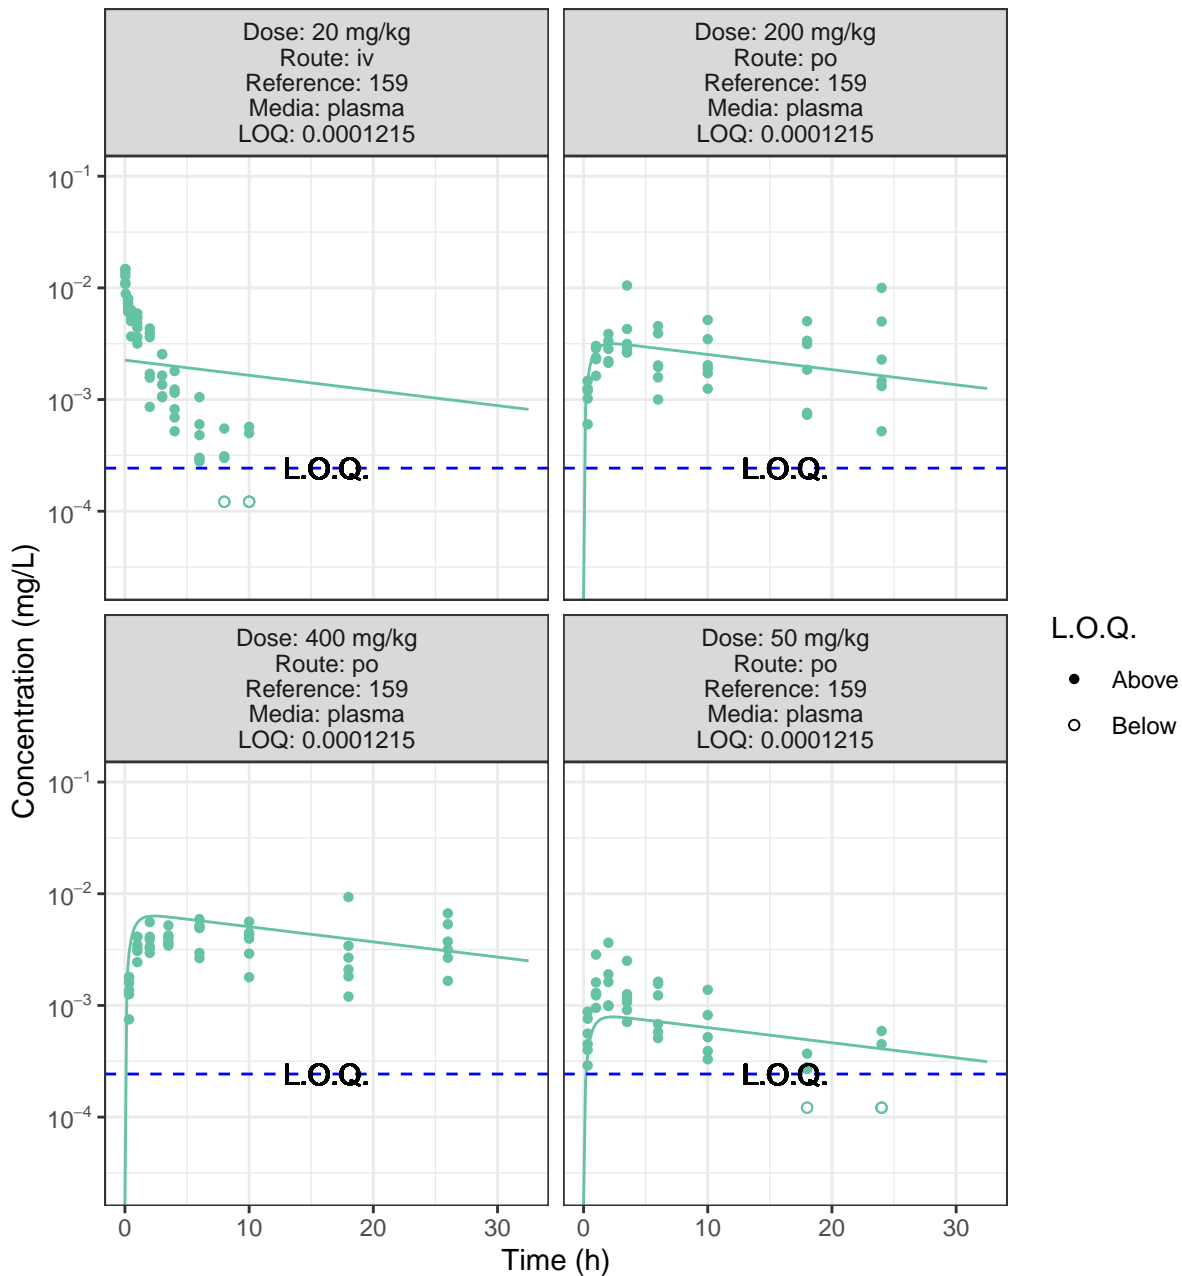 Dose: 20 mg/kg
Route: iv
Reference: 159
Media: plasma
LOQ: 0.0001215
Dose: 200 mg/kg
Route: po
Reference: 159
Media: plasma
LOQ: 0.0001215
10⁻¹
10⁻²
10⁻³
10⁻⁴
L.O.Q.
L.O.Q.
Dose: 400 mg/kg
Route: po
Reference: 159
Media: plasma
LOQ: 0.0001215
Dose: 50 mg/kg
Route: po
Reference: 159
Media: plasma
LOQ: 0.0001215
10⁻¹
10⁻²
10⁻³
10⁻⁴
L.O.Q.
L.O.Q.
0 10 20 30
0 10 20 30
Time (h)
Concentration (mg/L)
L.O.Q.
Above
Below